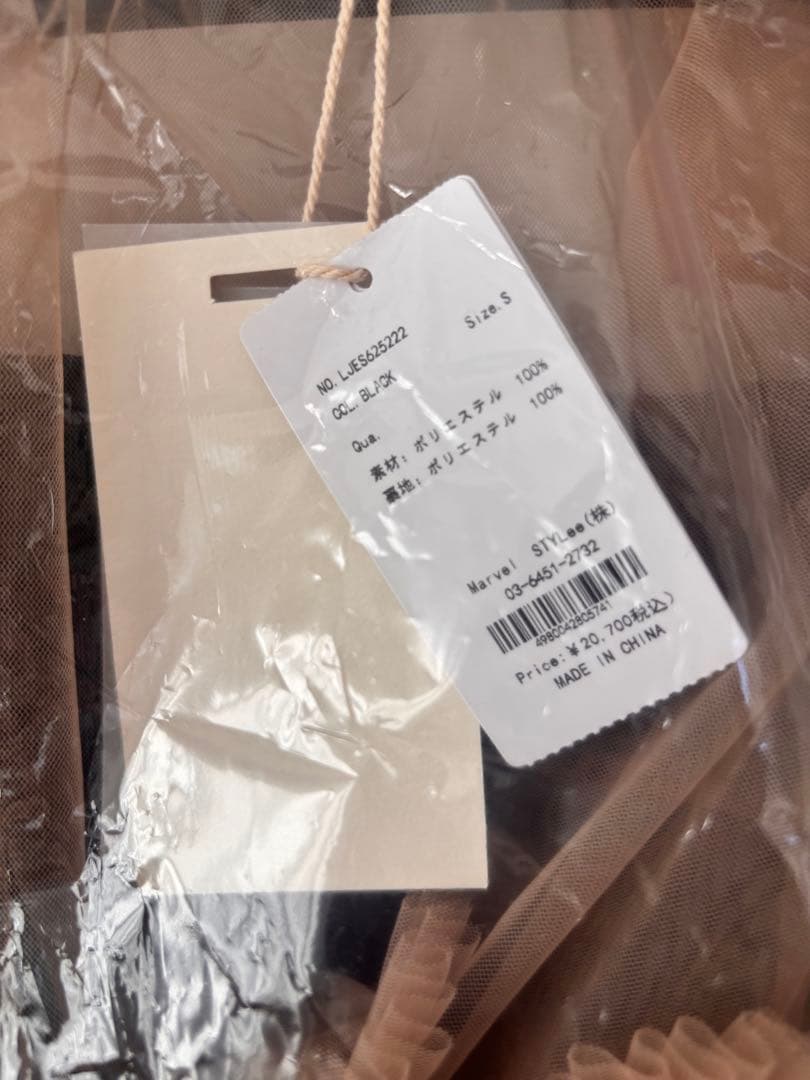 NO. LJES625222 Size.S
COL. BLACK
Qua.
素材: ポリエステル 100%
裏地: ポリエステル 100%
Marvel STYLee(株)
03-6451-2732
4980042805741
Price:¥20,700(税込)
MADE IN CHINA